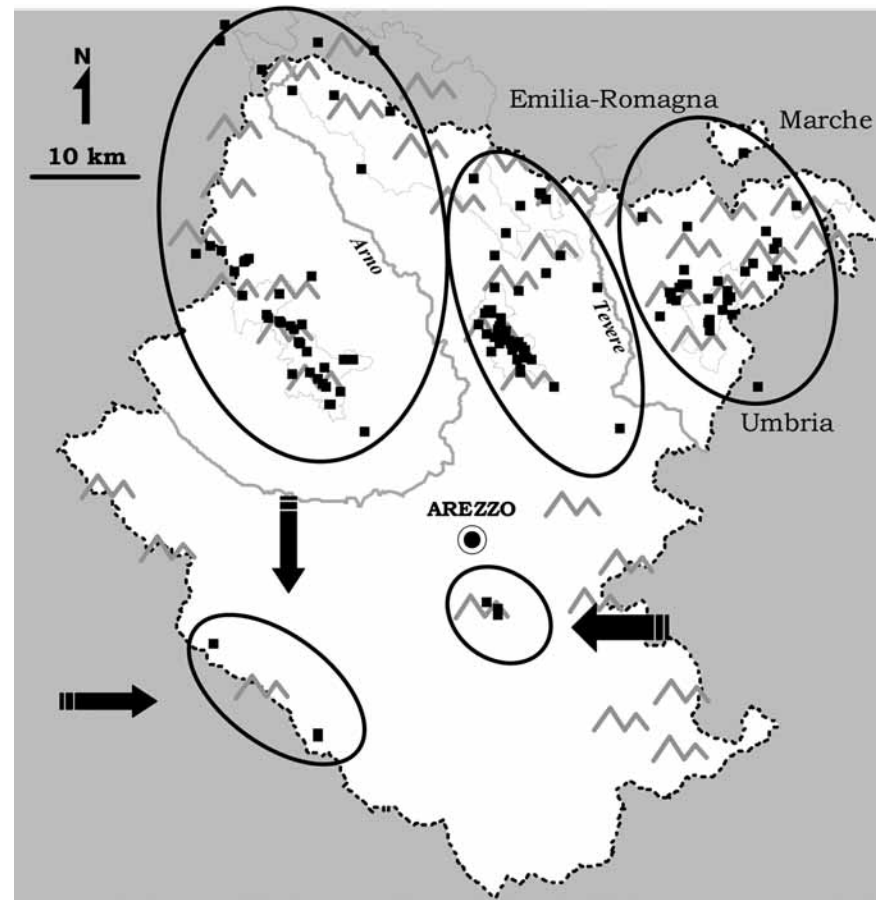 N
10 km
Emilia-Romagna
Marche
Arno
Tevere
Umbria
AREZZO